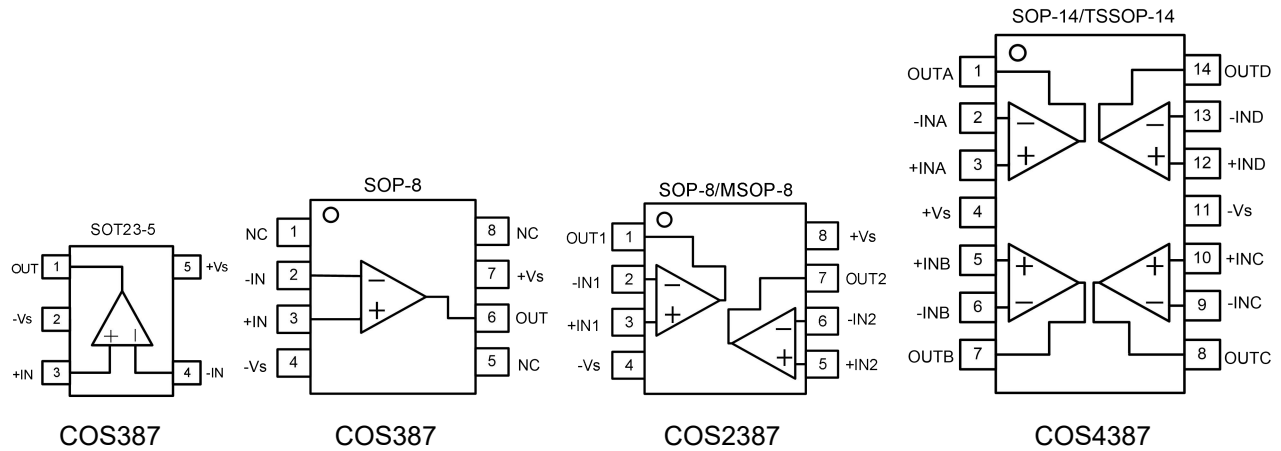 SOT23-5
OUT 1 5 +Vs
-Vs 2
+IN 3 4 -IN
+ −
COS387
SOP-8
NC 1 8 NC
-IN 2 − 7 +Vs
+IN 3 + 6 OUT
-Vs 4 5 NC
COS387
SOP-8/MSOP-8
OUT1 1 8 +Vs
-IN1 2 − 7 OUT2
+IN1 3 + − 6 -IN2
-Vs 4 + 5 +IN2
COS2387
SOP-14/TSSOP-14
OUTA 1 14 OUTD
-INA 2 − − 13 -IND
+INA 3 + + 12 +IND
+Vs 4 11 -Vs
+INB 5 + + 10 +INC
-INB 6 − − 9 -INC
OUTB 7 8 OUTC
COS4387